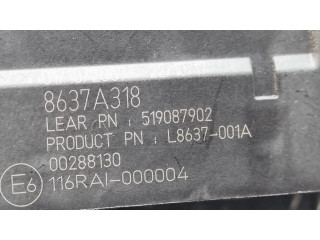 8637A318
LEAR PN : 519087902
PRODUCT PN : L8637-001A
00288130
E6 116RAI-000004